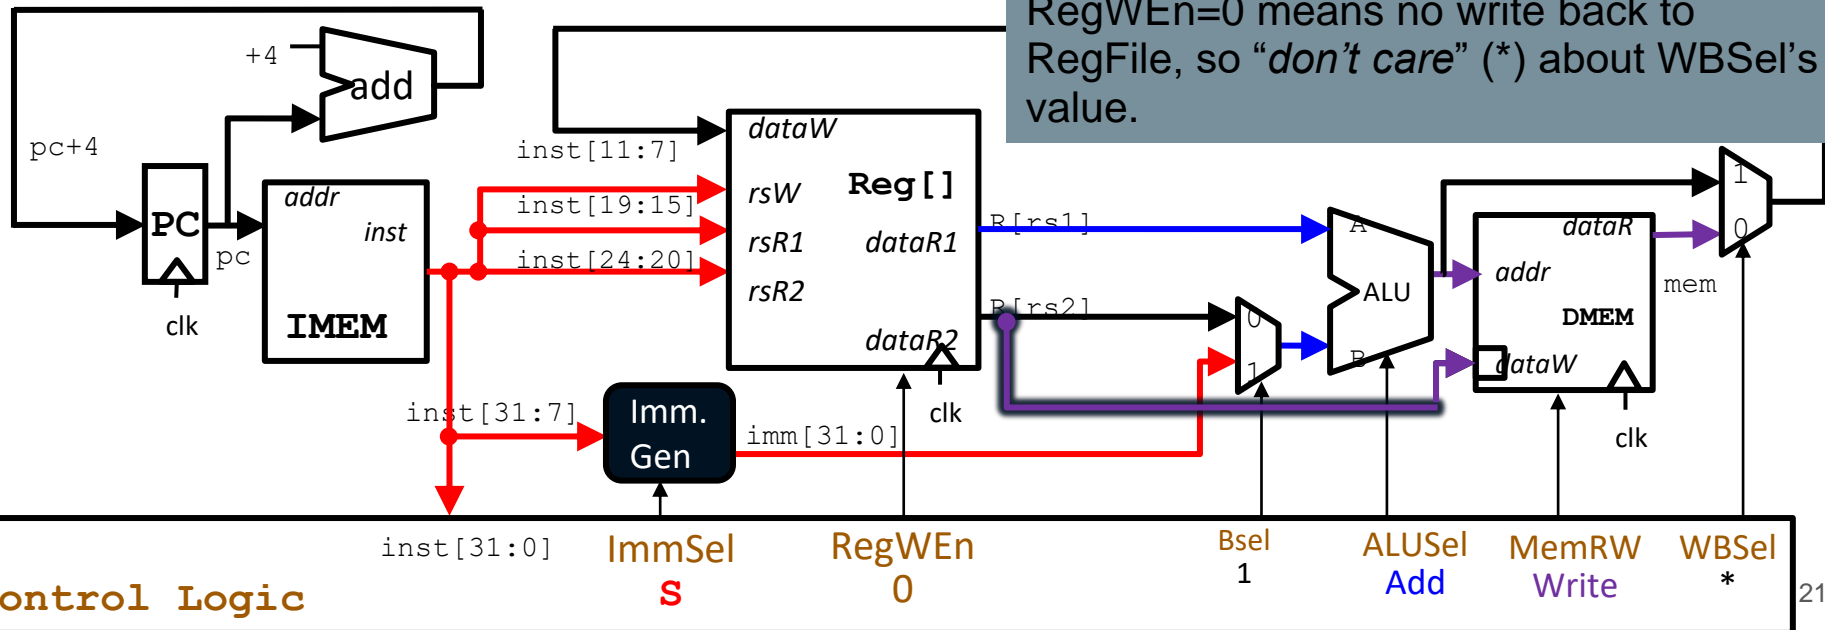 RegWEn=0 means no write back to
RegFile, so “don’t care” (*) about WBSel’s
value.
+4
add
pc+4
PC
pc
clk
addr
inst
IMEM
inst[11:7]
inst[19:15]
inst[24:20]
dataW
rsW
rsR1
rsR2
Reg[]
dataR1
dataR2
clk
R[rs1]
R[rs2]
inst[31:7]
Imm.
Gen
imm[31:0]
0
1
A
B
ALU
addr
dataR
DMEM
dataW
clk
mem
1
0
inst[31:0]
ImmSel
S
RegWEn
0
Bsel
1
ALUSel
Add
MemRW
Write
WBSel
*
ontrol Logic
21